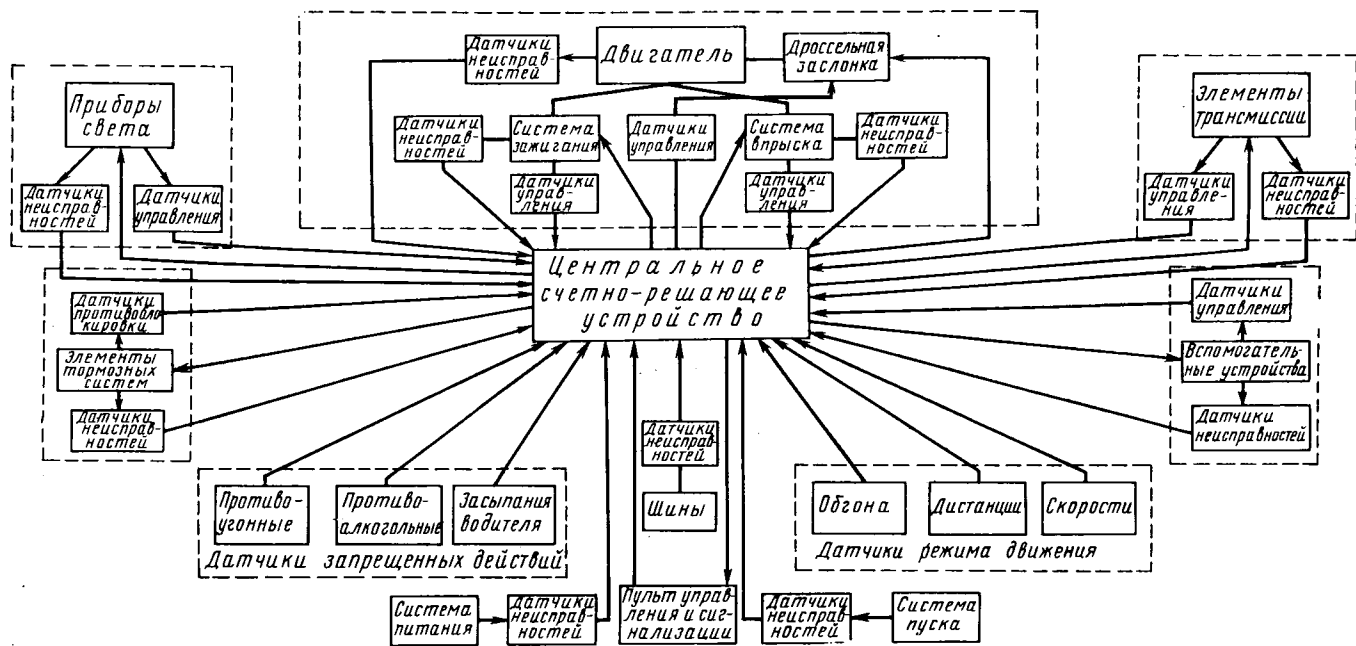 Датчики
неисправ-
ностей
Двигатель
Дроссельная
заслонка
Приборы
света
Датчики
неисправ-
ностей
Система
зажигания
Датчики
управления
Система
впрыска
Датчики
неисправ-
ностей
Элементы
трансмиссии
Датчики
неисправ-
ностей
Датчики
управления
Датчики
управ-
ления
Датчики
управ-
ления
Датчики
управле-
ния
Датчики
неисправ-
ностей
Центральное
счетно-решающее
устройство
Датчики
противобло-
кировки
Элементы
тормозных
систем
Датчики
неисправ-
ностей
Датчики
управления
Вспомогатель-
ные устройства
Датчики
неисправностей
Датчики
неисправ-
ностей
Шины
Противо-
угонные
Противо-
алкогольные
Засыпания
водителя
Датчики запрещенных действий
Обгона
Дистанции
Скорости
Датчики режима движения
Система
питания
Датчики
неисправ-
ностей
Пульт управ-
ления и сиг-
нализации
Датчики
неисправ-
ностей
Система
пуска